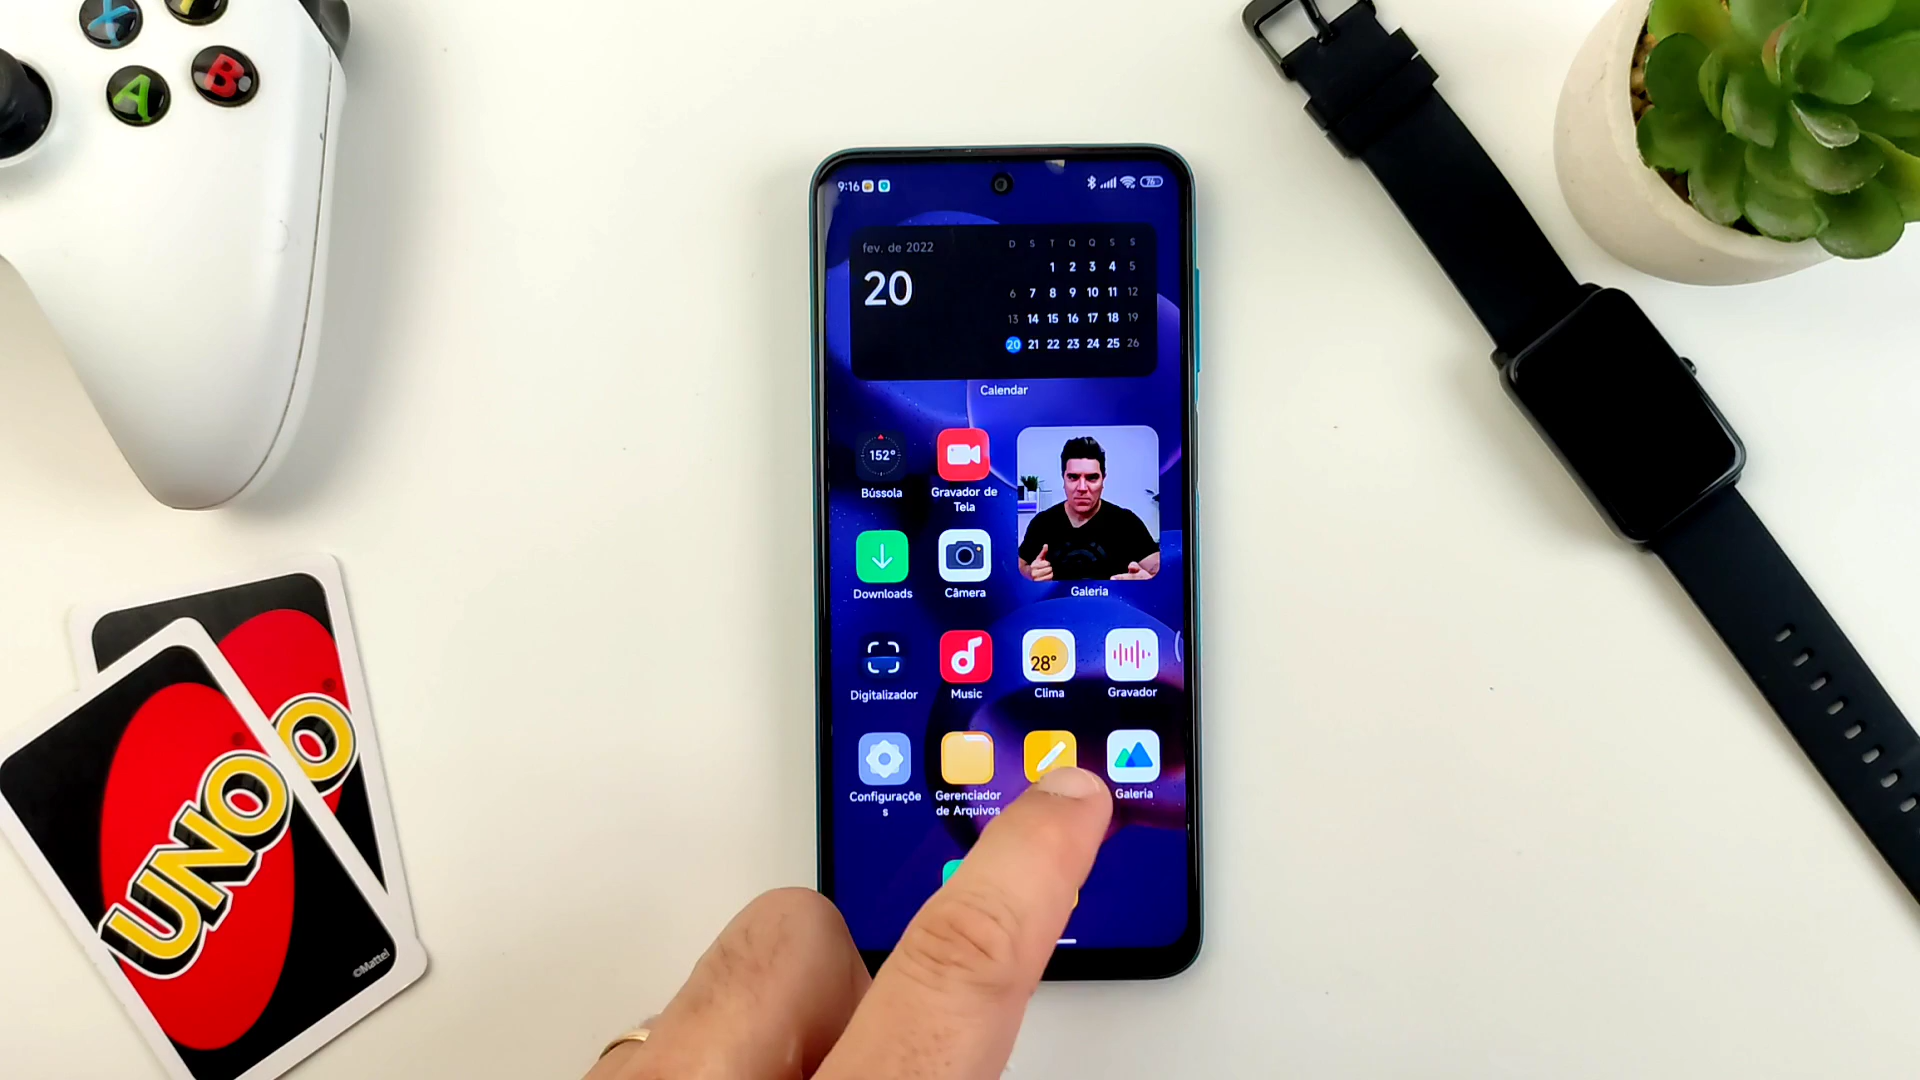 X
Y
A
B
9:16
76
fev. de 2022
20
D S T Q Q S S
1 2 3 4 5
6 7 8 9 10 11 12
13 14 15 16 17 18 19
20 21 22 23 24 25 26
Calendar
152°
Bússola
Gravador de
Tela
Downloads
Câmera
Galeria
28°
Digitalizador
Music
Clima
Gravador
Configuraçõe
s
Gerenciador
de Arquivos
Galeria
UNO
®
O
®
©Mattel